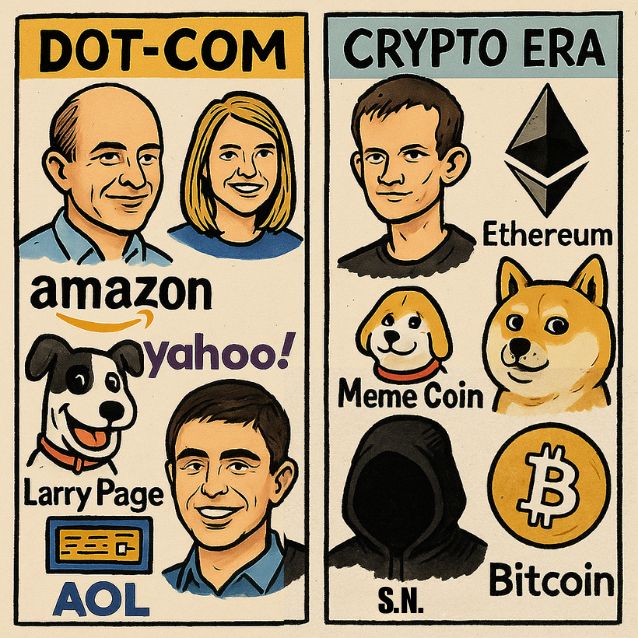 DOT-COM
amazon
yahoo!
Larry Page
AOL
CRYPTO ERA
Ethereum
Meme Coin
S.N.
Bitcoin